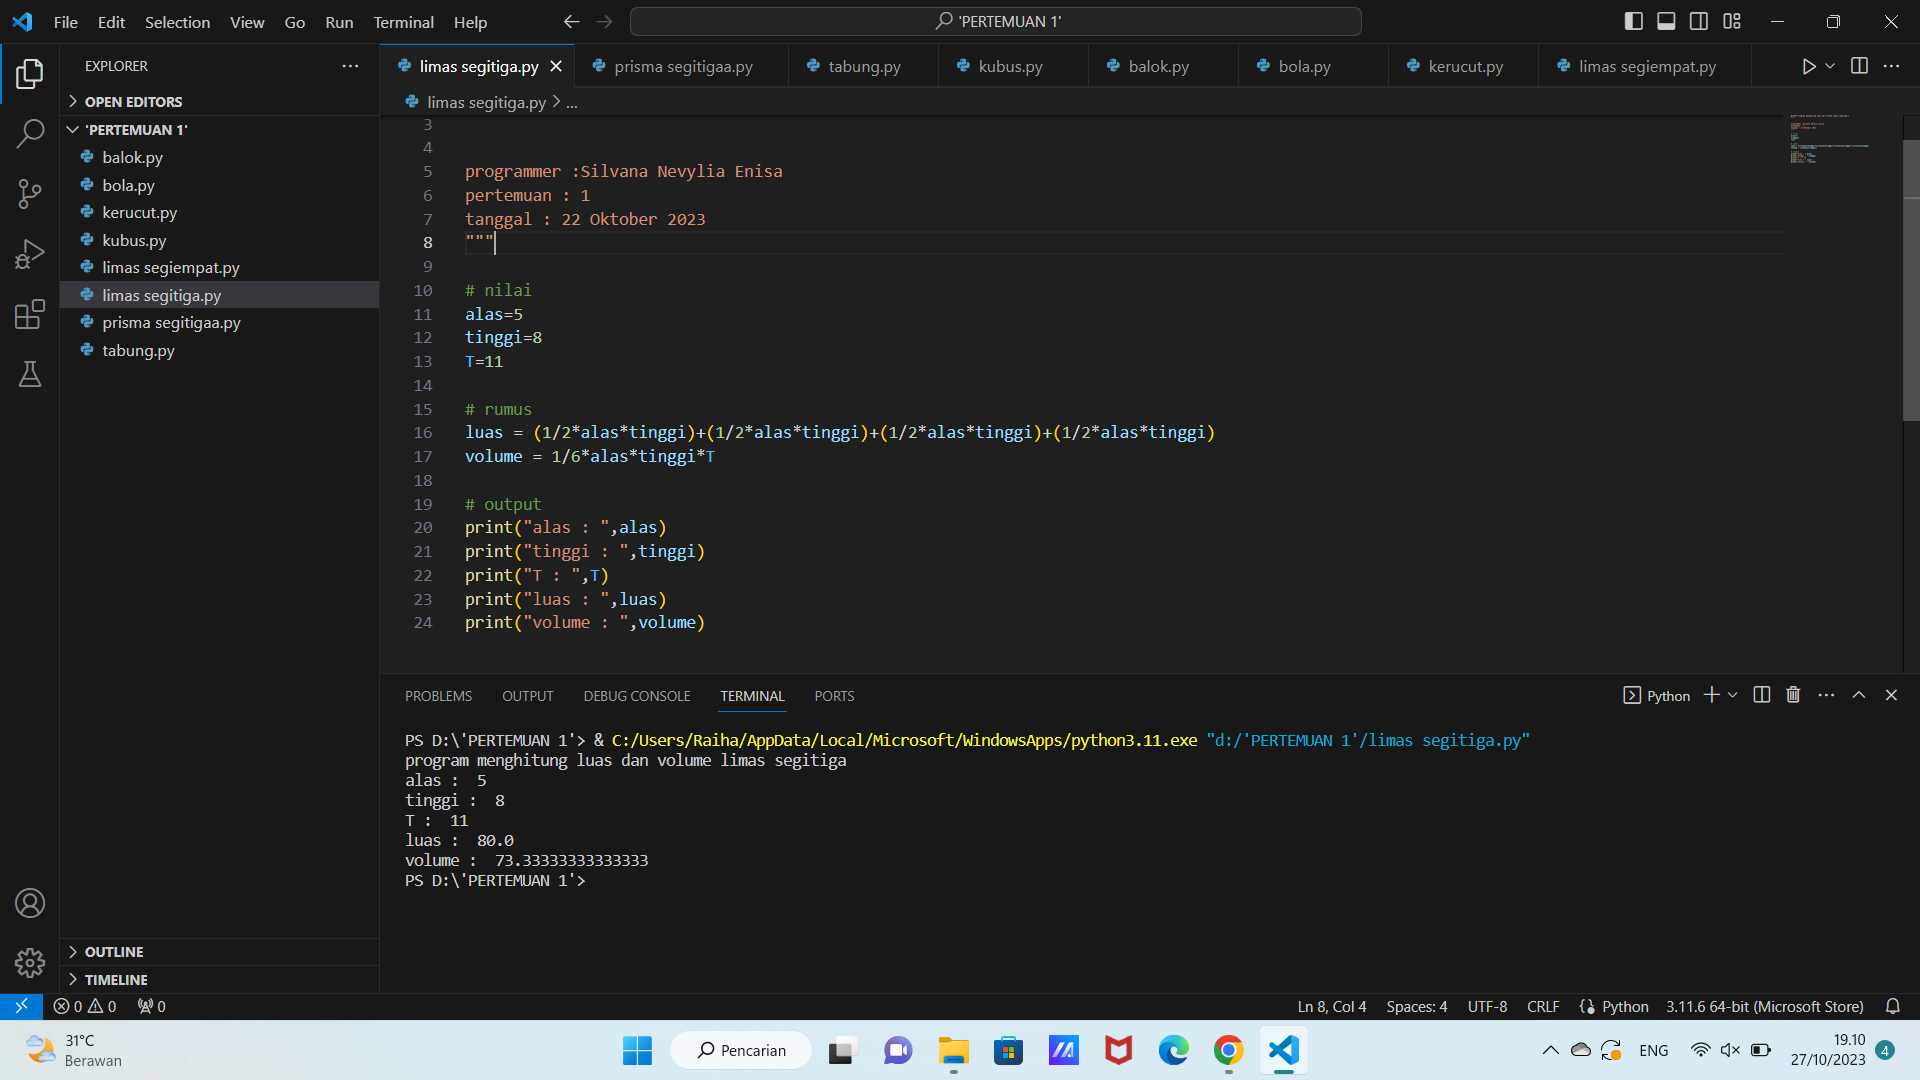 File Edit Selection View Go Run Terminal Help 'PERTEMUAN 1'
EXPLORER
OPEN EDITORS
'PERTEMUAN 1'
balok.py
bola.py
kerucut.py
kubus.py
limas segiempat.py
limas segitiga.py
prisma segitigaa.py
tabung.py
OUTLINE
TIMELINE
limas segitiga.py prisma segitigaa.py tabung.py kubus.py balok.py bola.py kerucut.py limas segiempat.py
limas segitiga.py > ...
3
4
5 programmer :Silvana Nevylia Enisa
6 pertemuan : 1
7 tanggal : 22 Oktober 2023
8 """
9
10 # nilai
11 alas=5
12 tinggi=8
13 T=11
14
15 # rumus
16 luas = (1/2*alas*tinggi)+(1/2*alas*tinggi)+(1/2*alas*tinggi)+(1/2*alas*tinggi)
17 volume = 1/6*alas*tinggi*T
18
19 # output
20 print("alas : ",alas)
21 print("tinggi : ",tinggi)
22 print("T : ",T)
23 print("luas : ",luas)
24 print("volume : ",volume)
PROBLEMS OUTPUT DEBUG CONSOLE TERMINAL PORTS Python
PS D:\'PERTEMUAN 1'> & C:/Users/Raiha/AppData/Local/Microsoft/WindowsApps/python3.11.exe "d:/'PERTEMUAN 1'/limas segitiga.py"
program menghitung luas dan volume limas segitiga
alas :  5
tinggi :  8
T :  11
luas :  80.0
volume :  73.33333333333333
PS D:\'PERTEMUAN 1'>
0 0 0 Ln 8, Col 4 Spaces: 4 UTF-8 CRLF Python 3.11.6 64-bit (Microsoft Store)
31°C
Berawan
Pencarian
ENG
19.10
27/10/2023
4